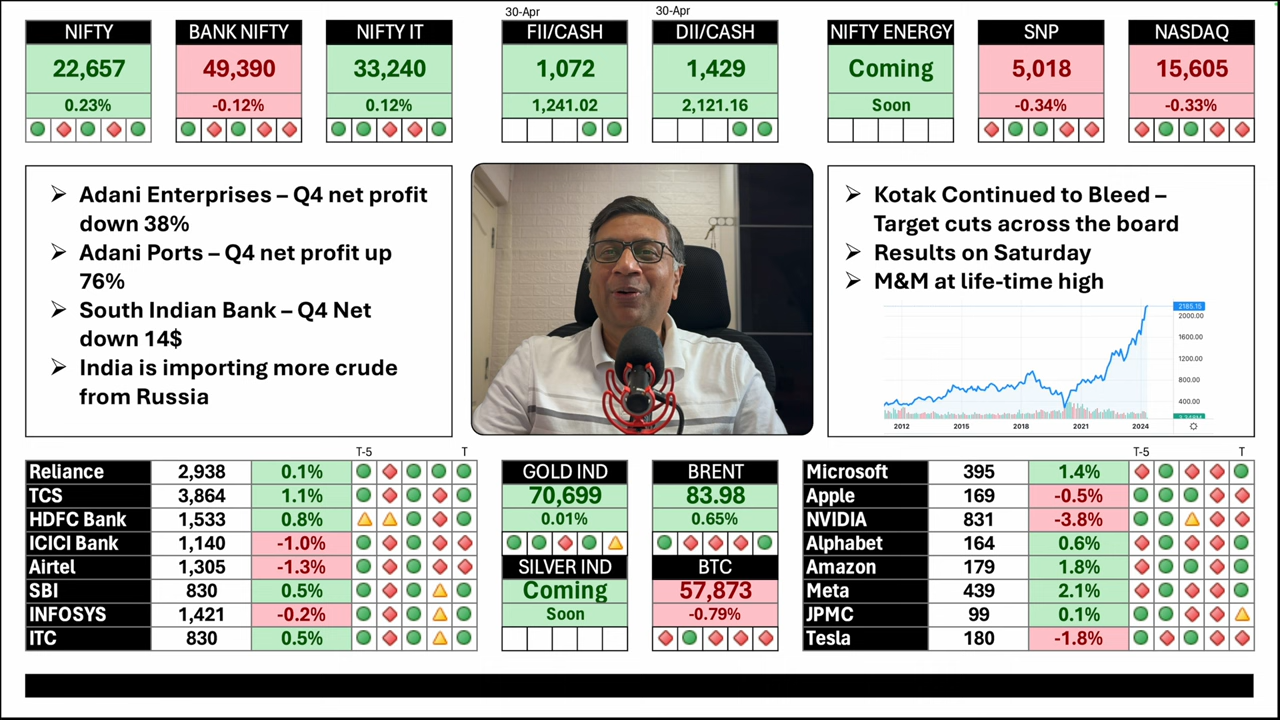 30-Apr
30-Apr
NIFTY
BANK NIFTY
NIFTY IT
FII/CASH
DII/CASH
NIFTY ENERGY
SNP
NASDAQ
22,657
49,390
33,240
1,072
1,429
Coming
5,018
15,605
0.23%
-0.12%
0.12%
1,241.02
2,121.16
Soon
-0.34%
-0.33%
➢ Adani Enterprises – Q4 net profit
down 38%
➢ Adani Ports – Q4 net profit up
76%
➢ South Indian Bank – Q4 Net
down 14$
➢ India is importing more crude
from Russia
➢ Kotak Continued to Bleed –
Target cuts across the board
➢ Results on Saturday
➢ M&M at life-time high
2185.15
2000.00
1600.00
1200.00
800.00
400.00
2012 2015 2018 2021 2024
T-5 T
Reliance 2,938 0.1%
TCS 3,864 1.1%
HDFC Bank 1,533 0.8%
ICICI Bank 1,140 -1.0%
Airtel 1,305 -1.3%
SBI 830 0.5%
INFOSYS 1,421 -0.2%
ITC 830 0.5%
GOLD IND
70,699
0.01%
SILVER IND
Coming
Soon
BRENT
83.98
0.65%
BTC
57,873
-0.79%
T-5 T
Microsoft 395 1.4%
Apple 169 -0.5%
NVIDIA 831 -3.8%
Alphabet 164 0.6%
Amazon 179 1.8%
Meta 439 2.1%
JPMC 99 0.1%
Tesla 180 -1.8%